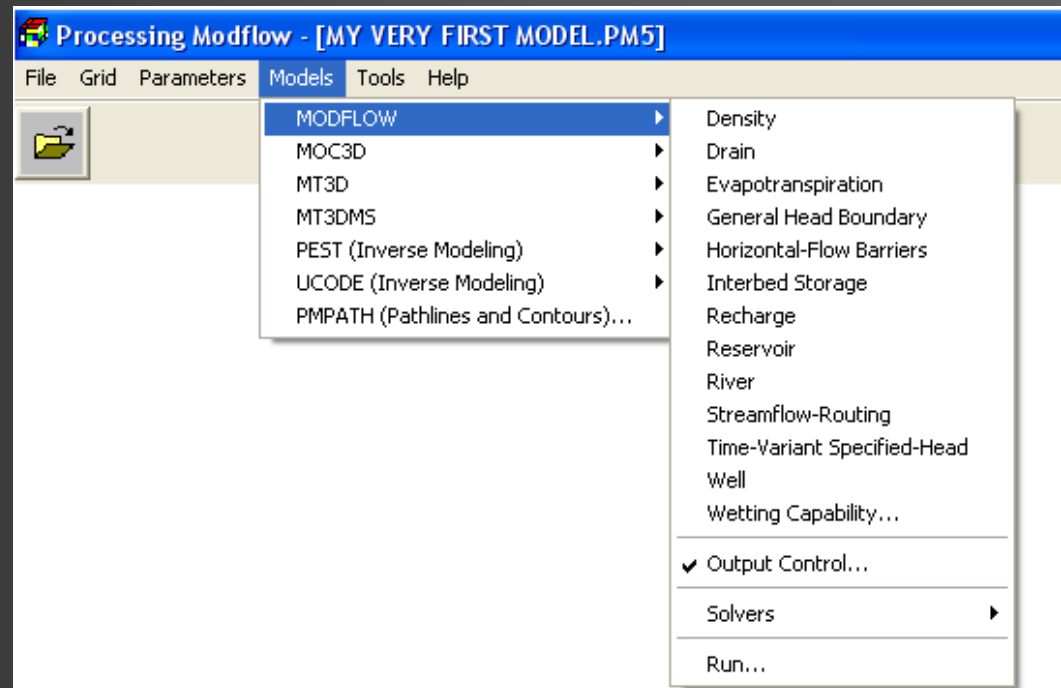 Processing Modflow - [MY VERY FIRST MODEL.PM5]
File Grid Parameters Models Tools Help
MODFLOW
MOC3D
MT3D
MT3DMS
PEST (Inverse Modeling)
UCODE (Inverse Modeling)
PMPATH (Pathlines and Contours)...
Density
Drain
Evapotranspiration
General Head Boundary
Horizontal-Flow Barriers
Interbed Storage
Recharge
Reservoir
River
Streamflow-Routing
Time-Variant Specified-Head
Well
Wetting Capability...
Output Control...
Solvers
Run...